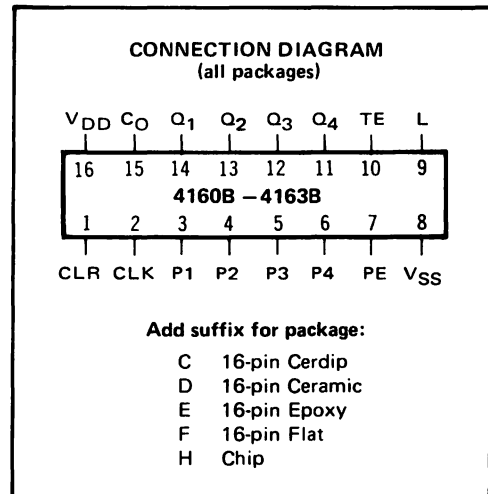 CONNECTION DIAGRAM
(all packages)
VDD CO Q1 Q2 Q3 Q4 TE L
16 15 14 13 12 11 10 9
4160B – 4163B
1 2 3 4 5 6 7 8
CLR CLK P1 P2 P3 P4 PE VSS
Add suffix for package:
C 16-pin Cerdip
D 16-pin Ceramic
E 16-pin Epoxy
F 16-pin Flat
H Chip